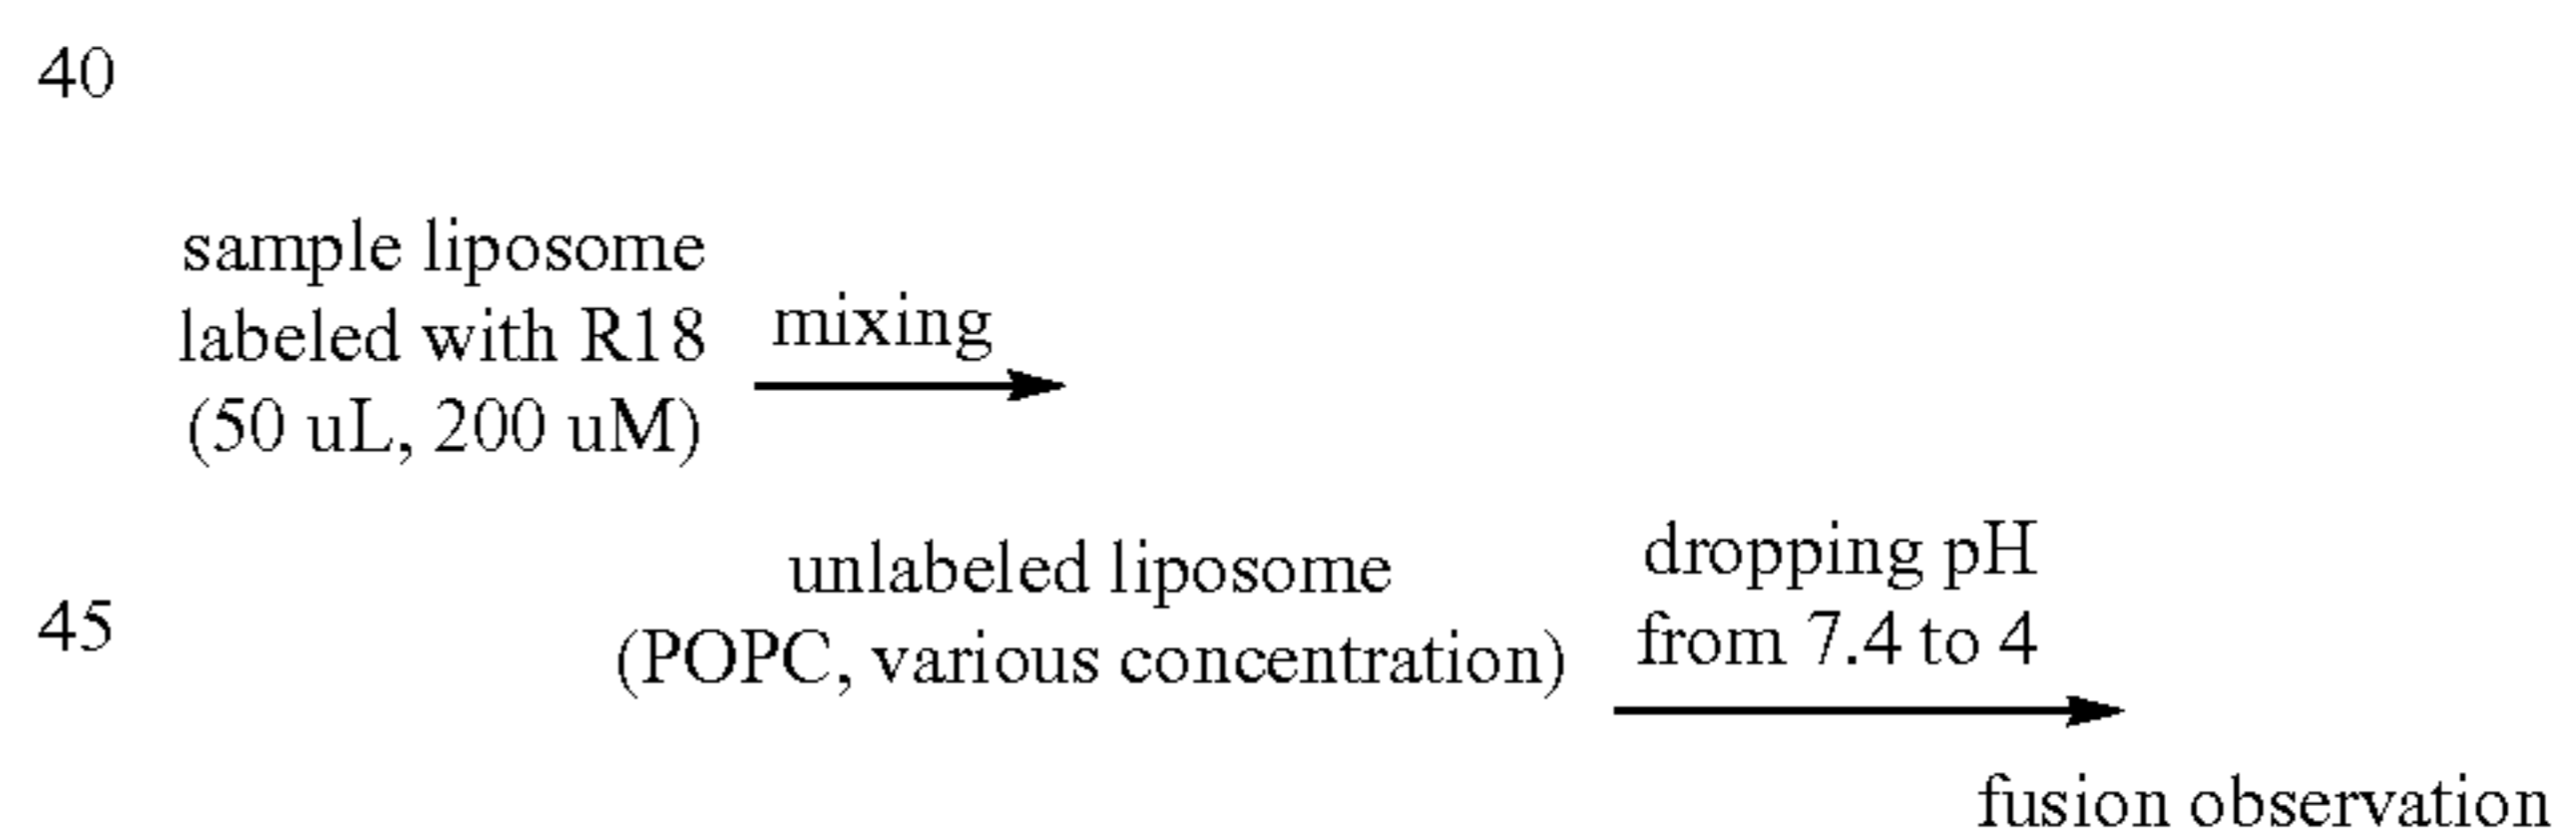 40
sample liposome
labeled with R18
(50 uL, 200 uM)
mixing
unlabeled liposome
(POPC, various concentration)
45
dropping pH
from 7.4 to 4
fusion observation